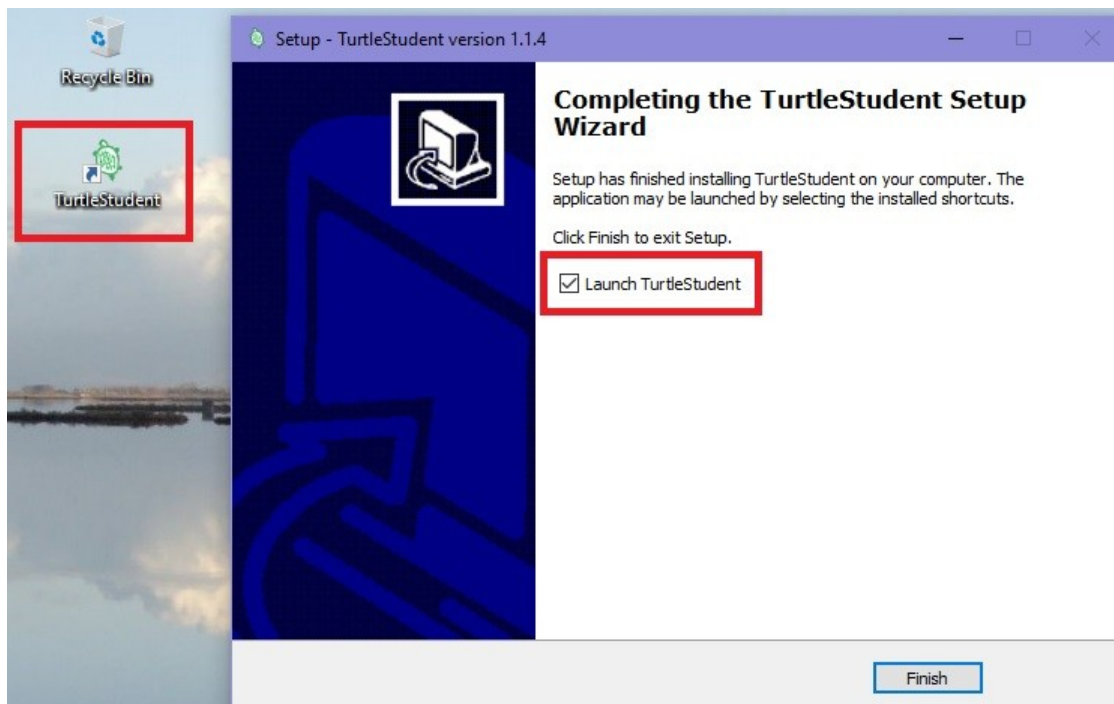 Recycle Bin
TurtleStudent
Setup - TurtleStudent version 1.1.4
Completing the TurtleStudent Setup
Wizard
Setup has finished installing TurtleStudent on your computer. The
application may be launched by selecting the installed shortcuts.
Click Finish to exit Setup.
Launch TurtleStudent
Finish